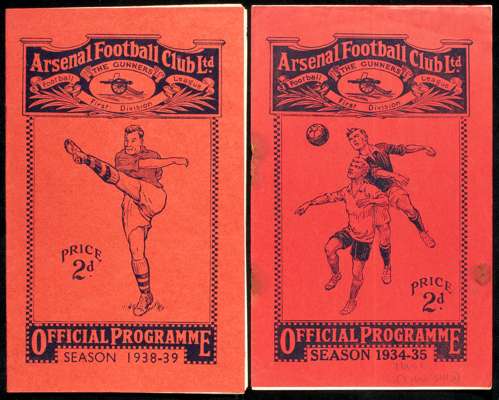 Arsenal Football Club Ltd
THE GUNNERS
Football League
First Division
PRICE
2d.
OFFICIAL PROGRAMME
SEASON 1938-39
Arsenal Football Club Ltd
THE GUNNERS
Football League
First Division
PRICE
2d.
OFFICIAL PROGRAMME
SEASON 1934-35